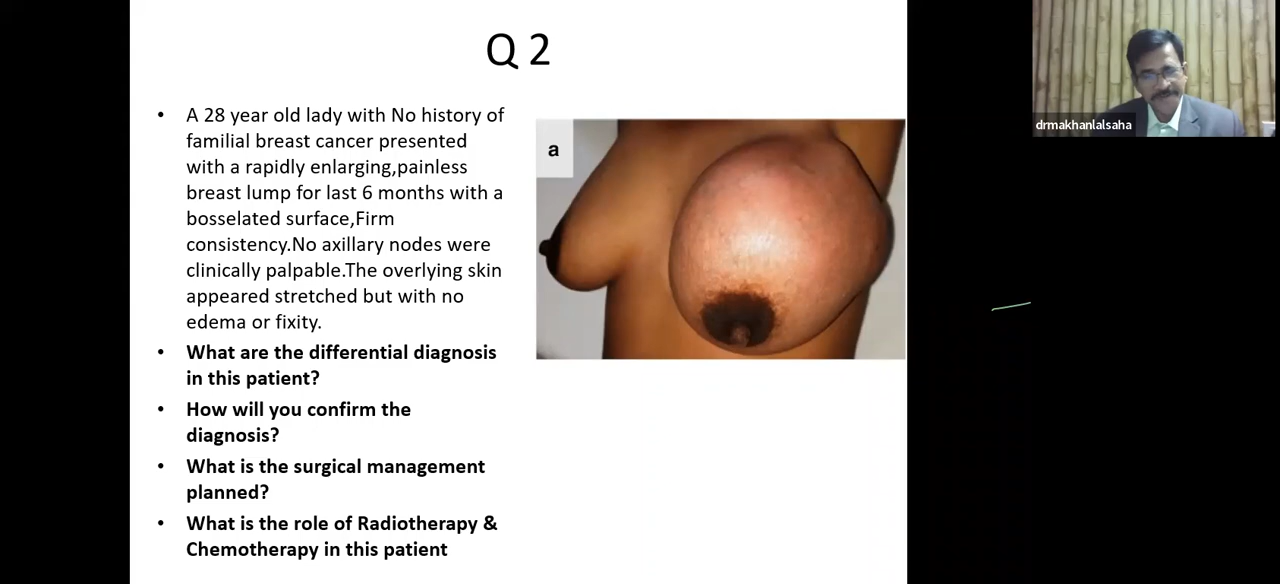 Q 2
• A 28 year old lady with No history of
familial breast cancer presented
with a rapidly enlarging,painless
breast lump for last 6 months with a
bosselated surface,Firm
consistency.No axillary nodes were
clinically palpable.The overlying skin
appeared stretched but with no
edema or fixity.
• What are the differential diagnosis
in this patient?
• How will you confirm the
diagnosis?
• What is the surgical management
planned?
• What is the role of Radiotherapy &
Chemotherapy in this patient
a
drmakhanlalsaha